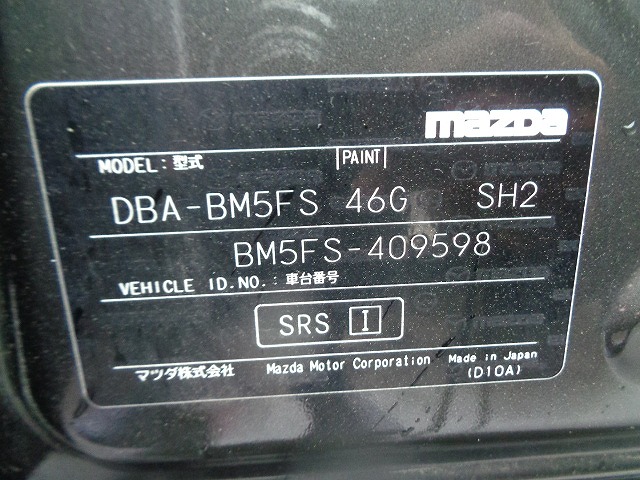 mazda
MODEL:型式 PAINT
DBA-BM5FS 46G SH2
BM5FS-409598
VEHICLE ID.NO.:車台番号
SRS I
マツダ株式会社 Mazda Motor Corporation Made in Japan
(D10A)